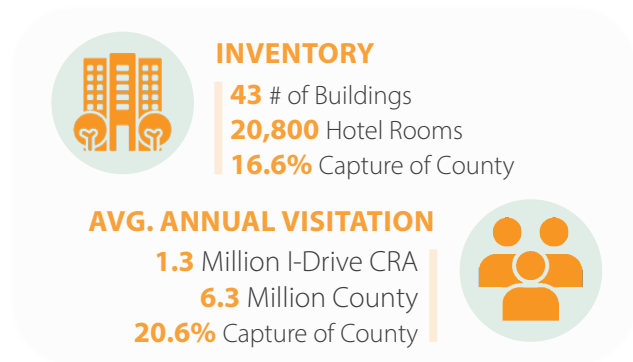 INVENTORY
43 # of Buildings
20,800 Hotel Rooms
16.6% Capture of County
AVG. ANNUAL VISITATION
1.3 Million I-Drive CRA
6.3 Million County
20.6% Capture of County